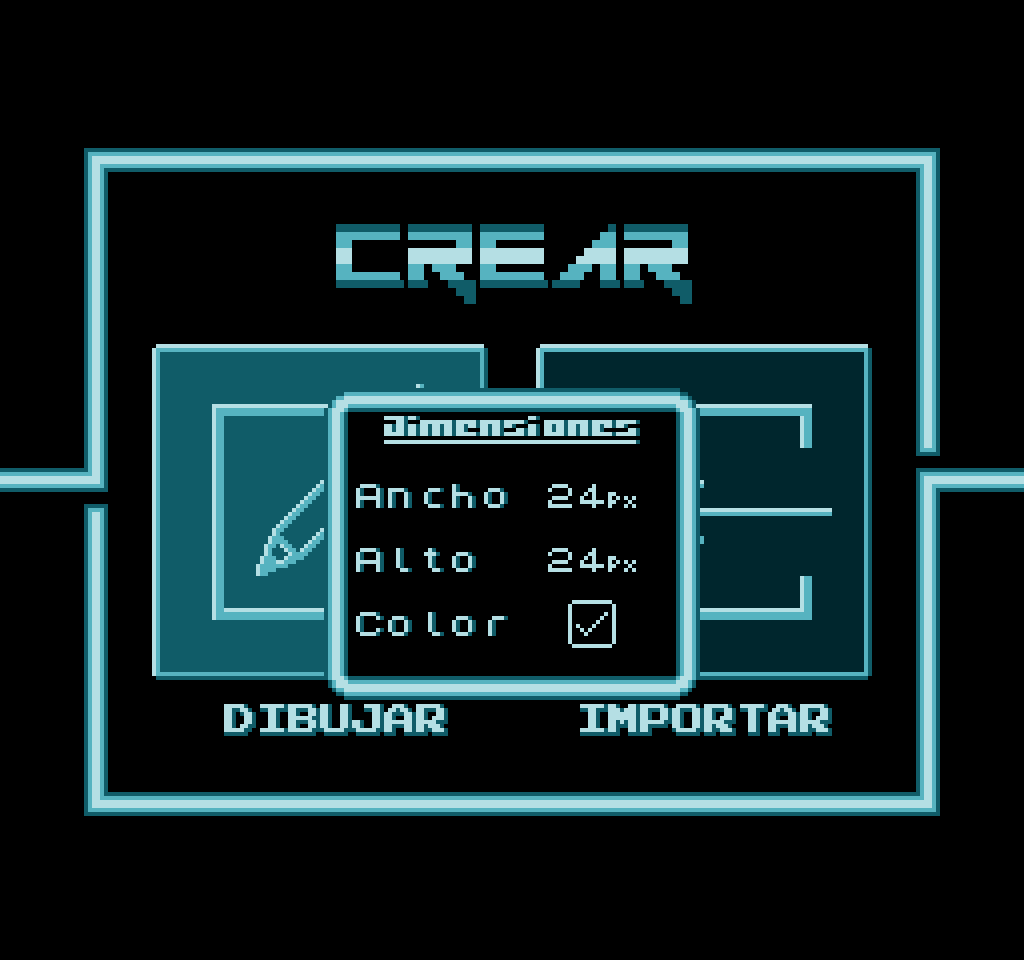 CREAR
Dimensiones
Ancho 24px
Alto 24px
Color
DIBUJAR IMPORTAR